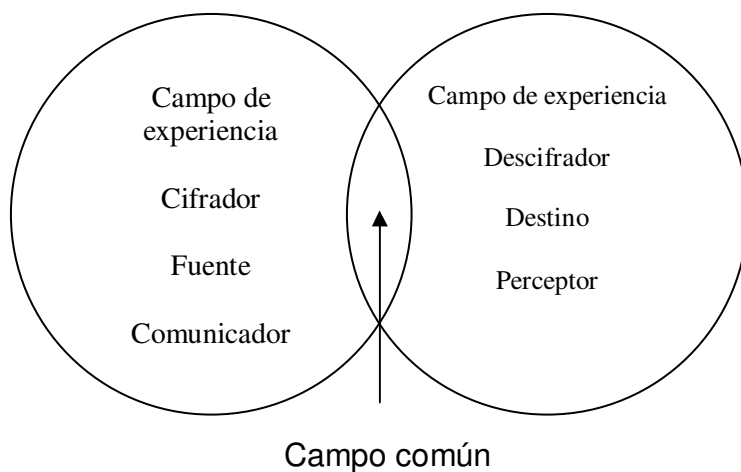 Campo de
experiencia
Cifrador
Fuente
Comunicador
Campo de experiencia
Descifrador
Destino
Perceptor
Campo común